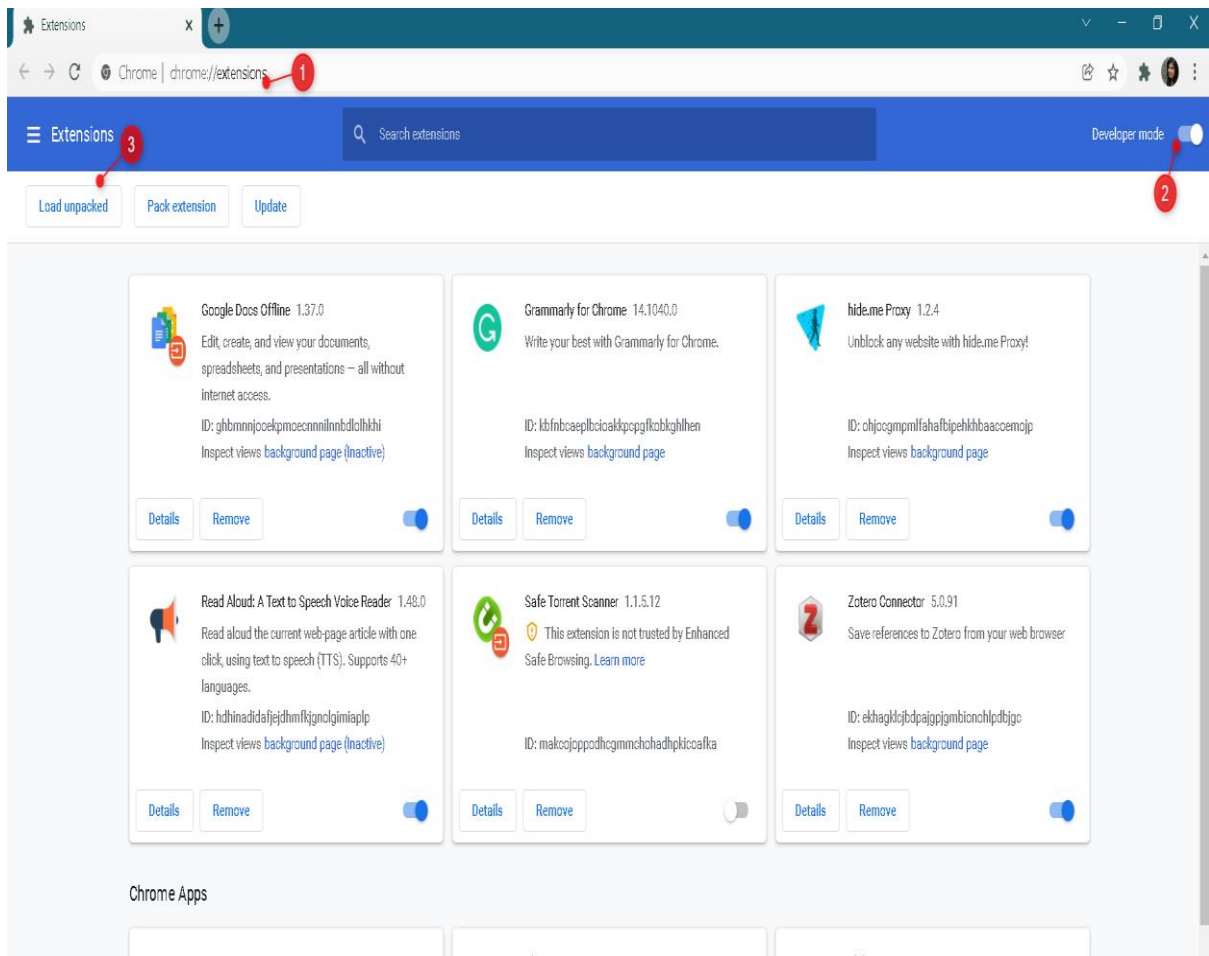 Extensions
Chrome | chrome://extensions
1
Extensions
3
Search extensions
Developer mode
2
Load unpacked
Pack extension
Update
Google Docs Offline 1.37.0
Edit, create, and view your documents,
spreadsheets, and presentations — all without
internet access.
ID: ghbmnnjooekpmoecnnnilnnbdlolhkhi
Inspect views background page (Inactive)
Details
Remove
Grammarly for Chrome 14.1040.0
Write your best with Grammarly for Chrome.
ID: kbfnbcaeplbcioakkpcpgfkobkghlhen
Inspect views background page
Details
Remove
hide.me Proxy 1.2.4
Unblock any website with hide.me Proxy!
ID: ohjocgmpmlfahafbipehkhbaacoemojp
Inspect views background page
Details
Remove
Read Aloud: A Text to Speech Voice Reader 1.48.0
Read aloud the current web-page article with one
click, using text to speech (TTS). Supports 40+
languages.
ID: hdhinadidafjejdhmfkjgnolgimiaplp
Inspect views background page (Inactive)
Details
Remove
Safe Torrent Scanner 1.1.5.12
This extension is not trusted by Enhanced
Safe Browsing. Learn more
ID: makcojoppodhcgmmchohadhpkicoafka
Details
Remove
Zotero Connector 5.0.91
Save references to Zotero from your web browser
ID: ekhagklcjbdpajgpjgmbionohlpdbjgc
Inspect views background page
Details
Remove
Chrome Apps